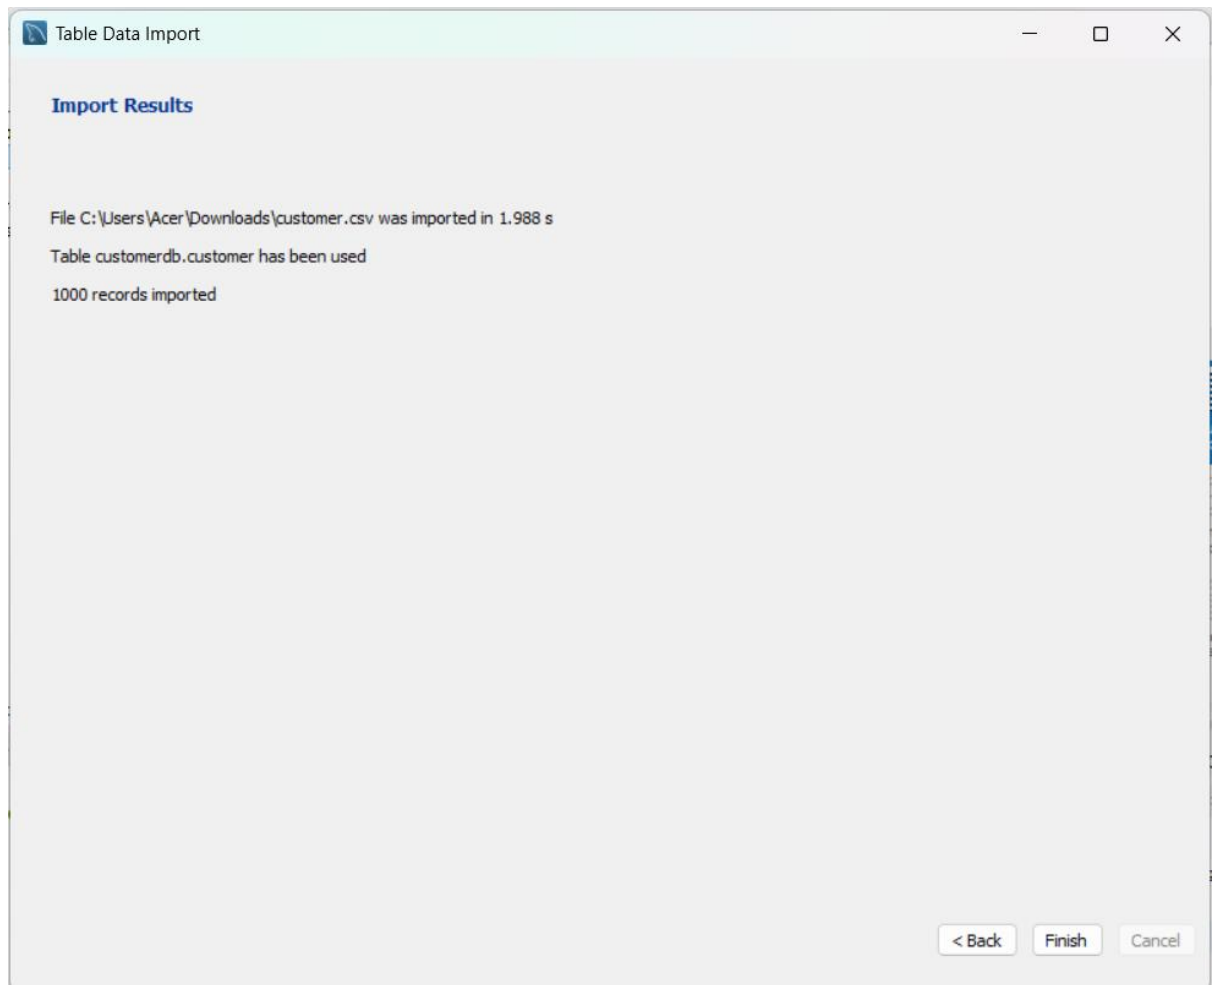 Table Data Import
Import Results
File C:\Users\Acer\Downloads\customer.csv was imported in 1.988 s
Table customerdb.customer has been used
1000 records imported
< Back
Finish
Cancel